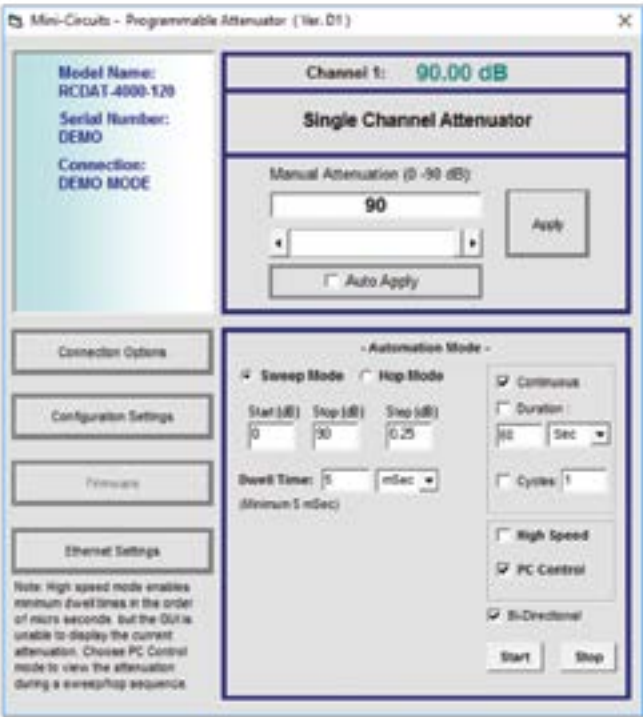 Mini-Circuits - Programmable Attenuator ( Ver. D1 )
Model Name:
RCDAT-4000-120
Serial Number:
DEMO
Connection:
DEMO MODE
Channel 1: 90.00 dB
Single Channel Attenuator
Manual Attenuation (0 -90 dB):
90
Apply
Auto Apply
Connection Options
Configuration Settings
Firmware
Ethernet Settings
Note: High speed mode enables
minimum dwell times in the order
of micro seconds, but the GUI is
unable to display the current
attenuation. Choose PC Control
mode to view the attenuation
during a sweep/hop sequence.
- Automation Mode -
Sweep Mode Hop Mode
Start (dB) Stop (dB) Step (dB)
0 90 0.25
Dwell Time: 5 mSec
(Minimum 5 mSec)
Continuous
Duration :
60 Sec
Cycles: 1
High Speed
PC Control
Bi-Directional
Start Stop